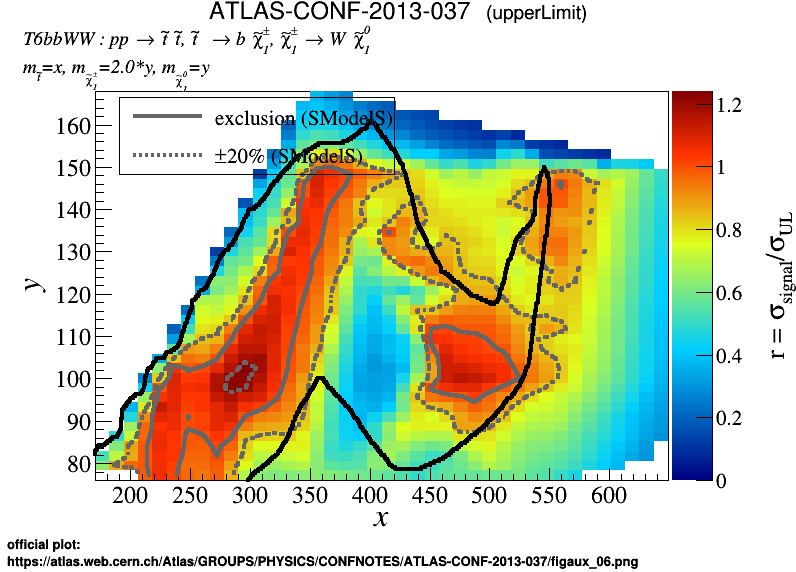 ATLAS-CONF-2013-037 (upperLimit)
T6bbWW : pp → t̃ t̃, t̃ → b χ̃₁±, χ̃₁± → W χ̃₁⁰
m_t̃=x, m_χ̃₁±=2.0*y, m_χ̃₁⁰=y
exclusion (SModelS)
±20% (SModelS)
160
150
140
130
120
110
100
90
80
y
200 250 300 350 400 450 500 550 600
x
1.2
1
0.8
0.6
0.4
0.2
0
r = σsignal/σUL
official plot:
https://atlas.web.cern.ch/Atlas/GROUPS/PHYSICS/CONFNOTES/ATLAS-CONF-2013-037/figaux_06.png